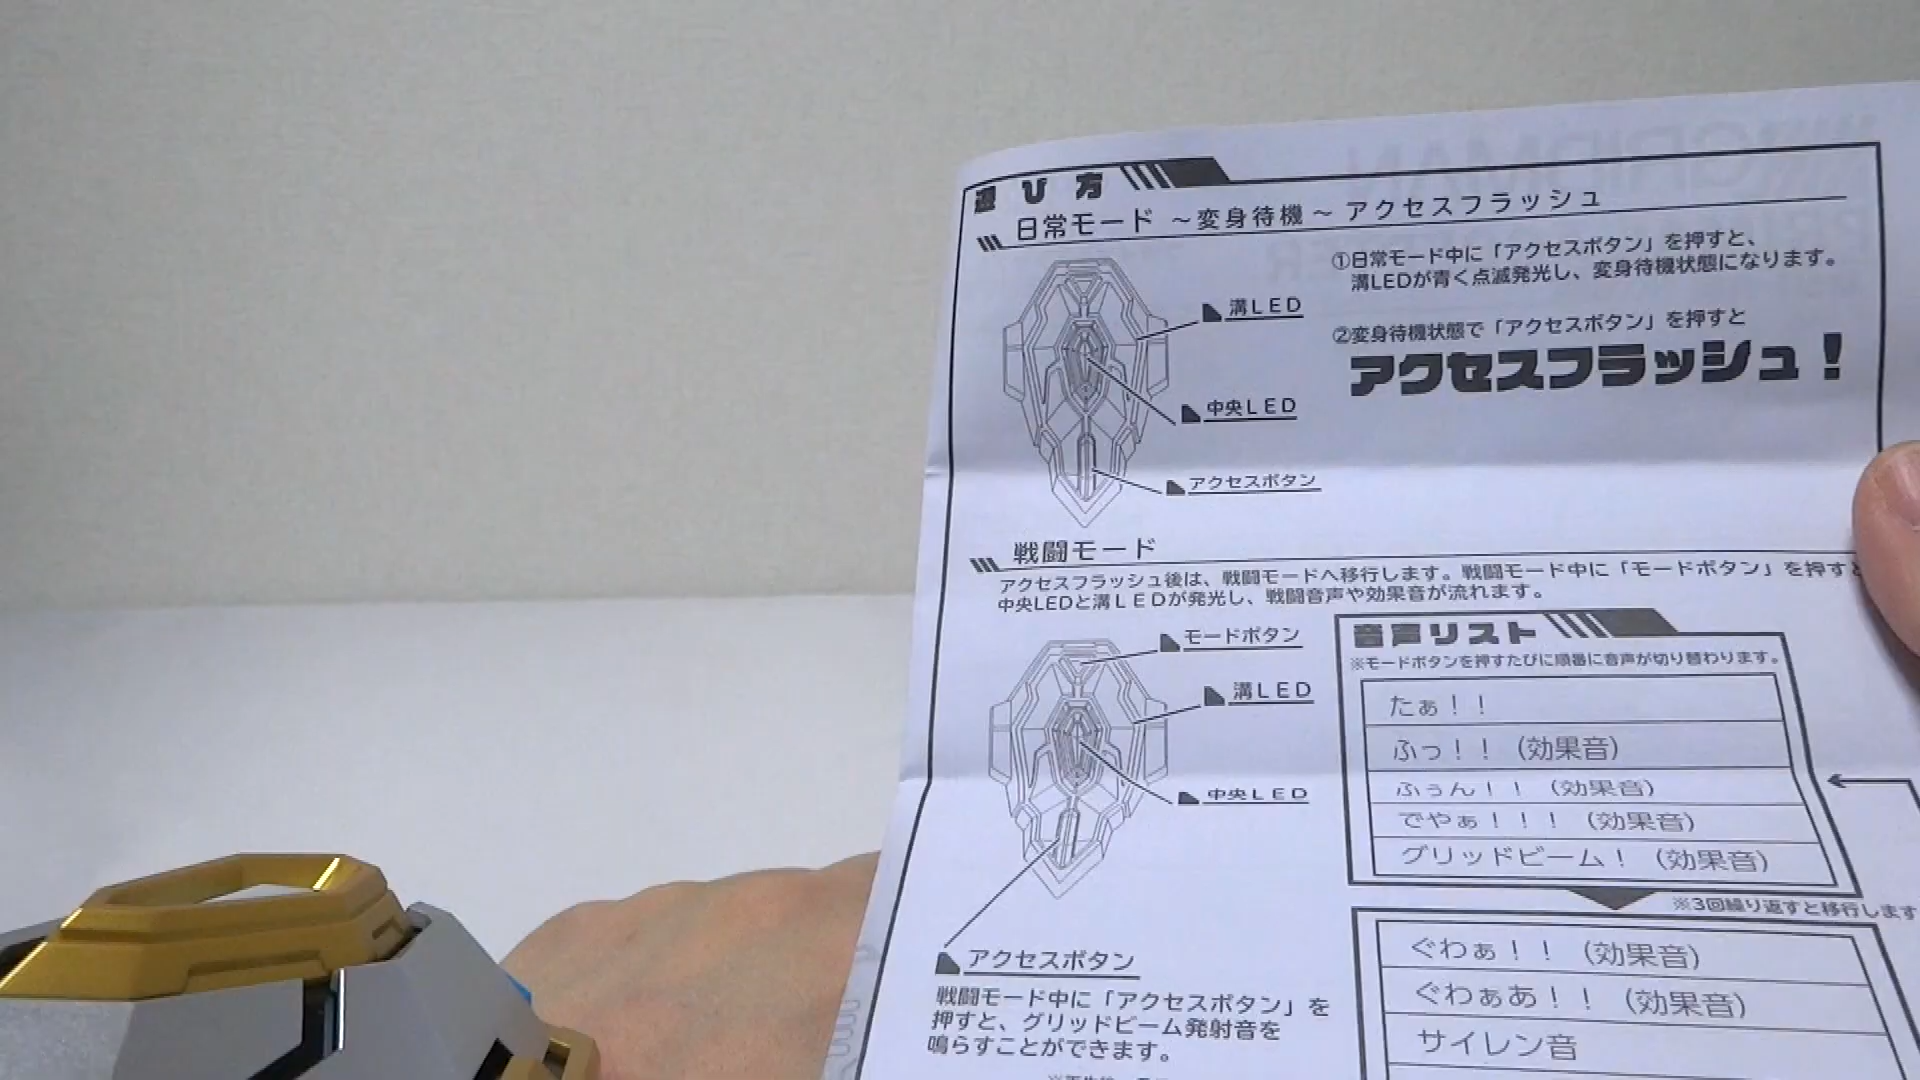 遊び方
日常モード ～変身待機～ アクセスフラッシュ
①日常モード中に「アクセスボタン」を押すと、
溝LEDが青く点滅発光し、変身待機状態になります。
②変身待機状態で「アクセスボタン」を押すと
アクセスフラッシュ！
溝LED
中央LED
アクセスボタン
戦闘モード
アクセスフラッシュ後は、戦闘モードへ移行します。戦闘モード中に「モードボタン」を押すと
中央LEDと溝LEDが発光し、戦闘音声や効果音が流れます。
モードボタン
溝LED
中央LED
アクセスボタン
戦闘モード中に「アクセスボタン」を
押すと、グリッドビーム発射音を
鳴らすことができます。
音声リスト
※モードボタンを押すたびに順番に音声が切り替わります。
たぁ！！
ふっ！！（効果音）
ふぅん！！（効果音）
でやぁ！！！（効果音）
グリッドビーム！（効果音）
※3回繰り返すと移行します
ぐわぁ！！（効果音）
ぐわぁあ！！（効果音）
サイレン音